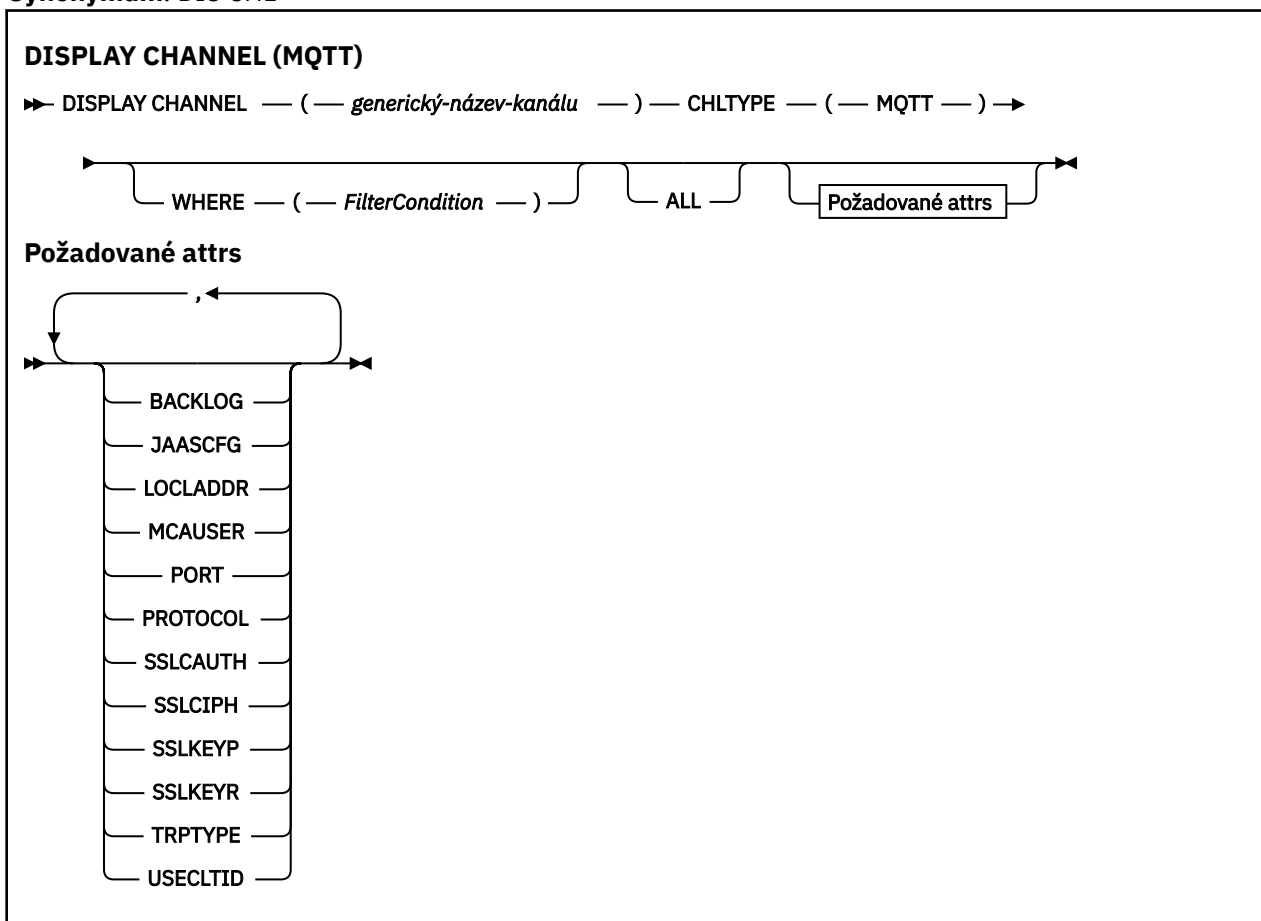 DISPLAY CHANNEL (MQTT)
DISPLAY CHANNEL ( generický-název-kanálu ) CHLTYPE ( MQTT )
WHERE ( FilterCondition ) ALL Požadované attrs
Požadované attrs
,
BACKLOG
JAASCFG
LOCLADDR
MCAUSER
PORT
PROTOCOL
SSLCAUTH
SSLCIPH
SSLKEYP
SSLKEYR
TRPTYPE
USECLTID